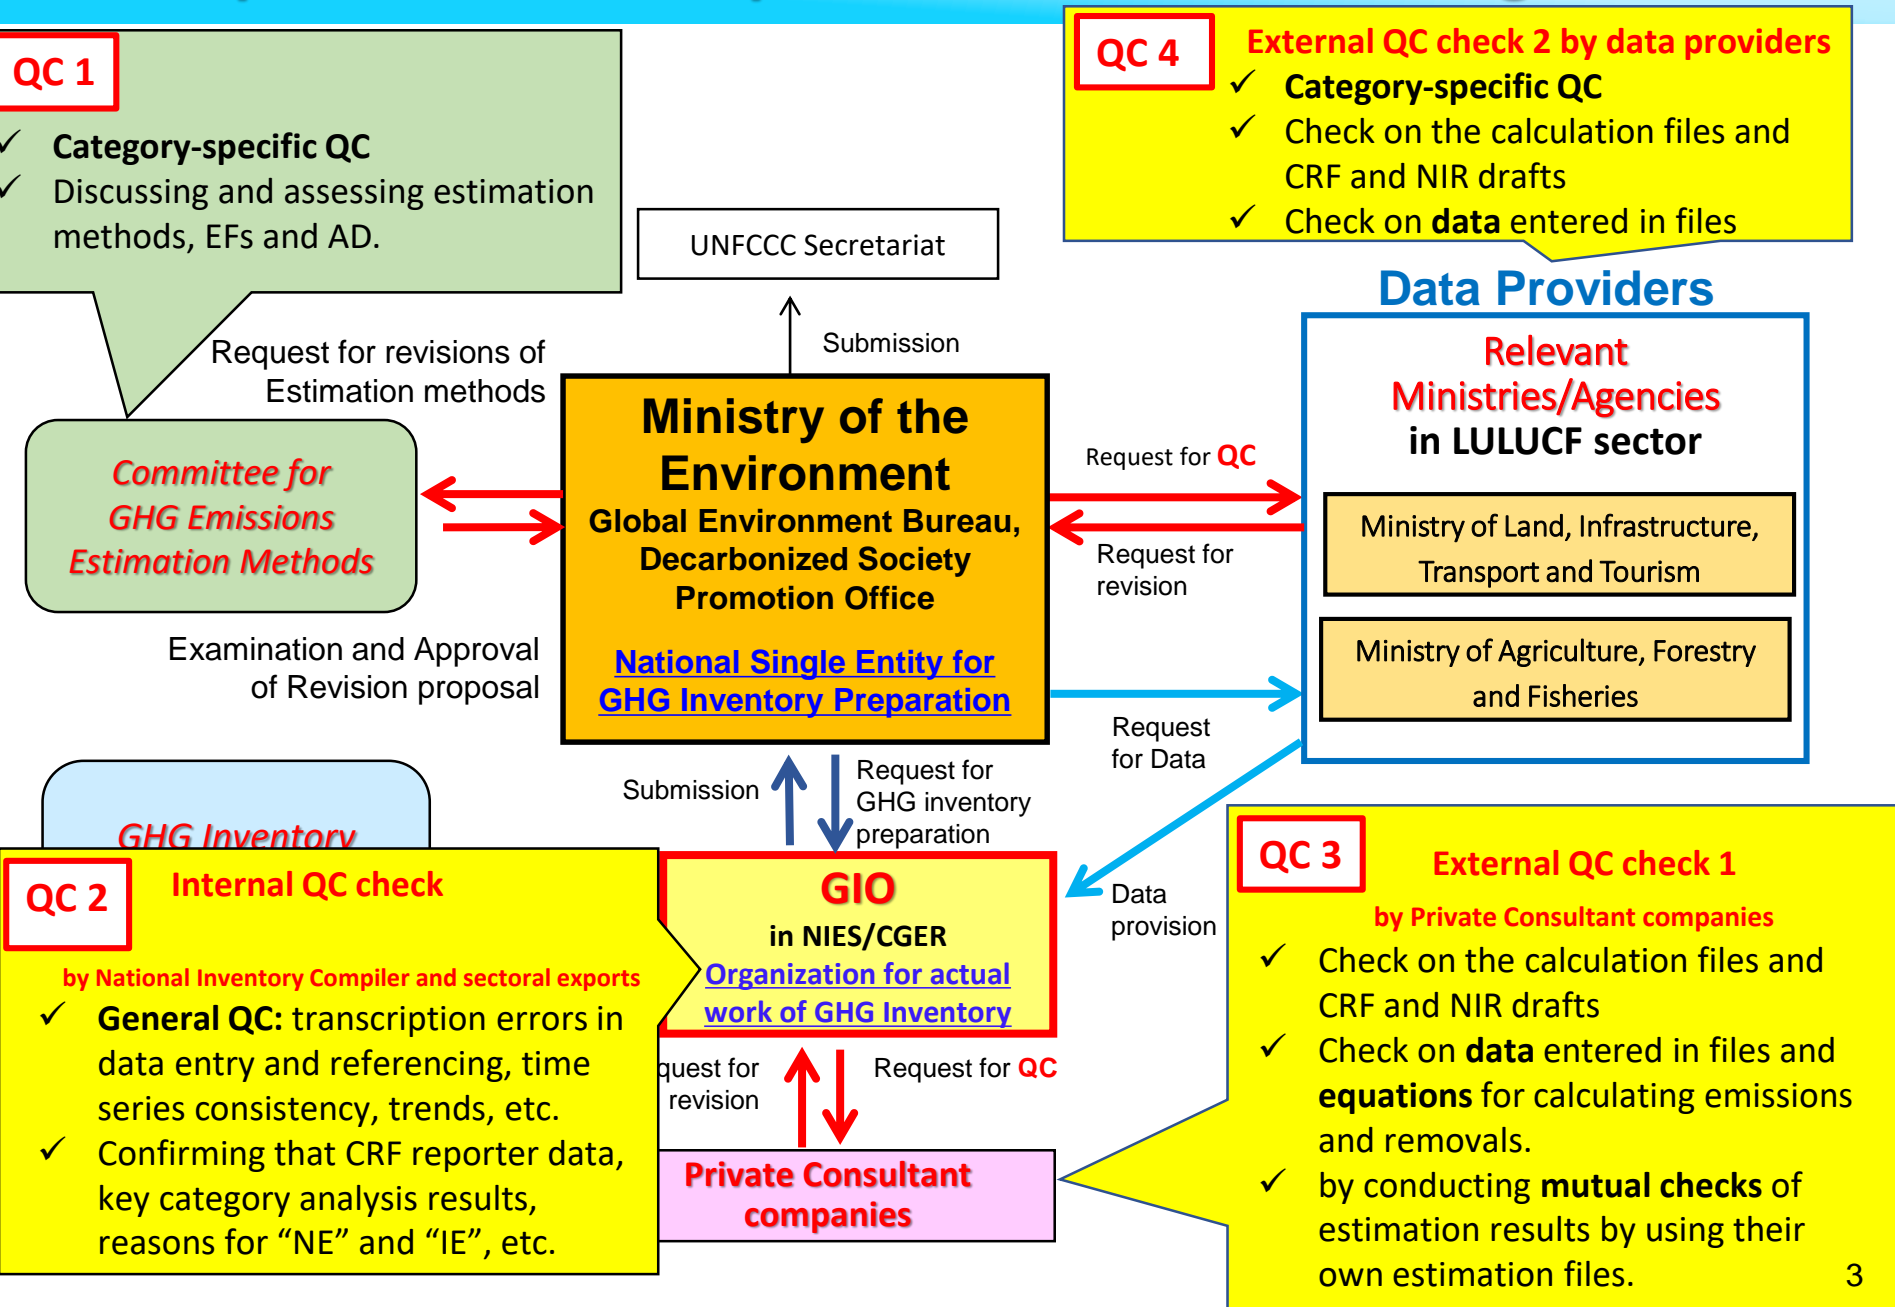 QC 1
✓ Category-specific QC
✓ Discussing and assessing estimation
methods, EFs and AD.
QC 4
External QC check 2 by data providers
✓ Category-specific QC
✓ Check on the calculation files and
CRF and NIR drafts
✓ Check on data entered in files
UNFCCC Secretariat
Submission
Data Providers
Relevant
Ministries/Agencies
in LULUCF sector
Ministry of Land, Infrastructure,
Transport and Tourism
Ministry of Agriculture, Forestry
and Fisheries
Request for revisions of
Estimation methods
Committee for
GHG Emissions
Estimation Methods
Examination and Approval
of Revision proposal
Ministry of the
Environment
Global Environment Bureau,
Decarbonized Society
Promotion Office
National Single Entity for
GHG Inventory Preparation
Request for QC
Request for
revision
Request
for Data
Data
provision
Submission
Request for
GHG inventory
preparation
GHG Inventory
QC 2
Internal QC check
by National Inventory Compiler and sectoral exports
✓ General QC: transcription errors in
data entry and referencing, time
series consistency, trends, etc.
✓ Confirming that CRF reporter data,
key category analysis results,
reasons for “NE” and “IE”, etc.
GIO
in NIES/CGER
Organization for actual
work of GHG Inventory
quest for
revision
Request for QC
Private Consultant
companies
QC 3
External QC check 1
by Private Consultant companies
✓ Check on the calculation files and
CRF and NIR drafts
✓ Check on data entered in files and
equations for calculating emissions
and removals.
✓ by conducting mutual checks of
estimation results by using their
own estimation files.
3